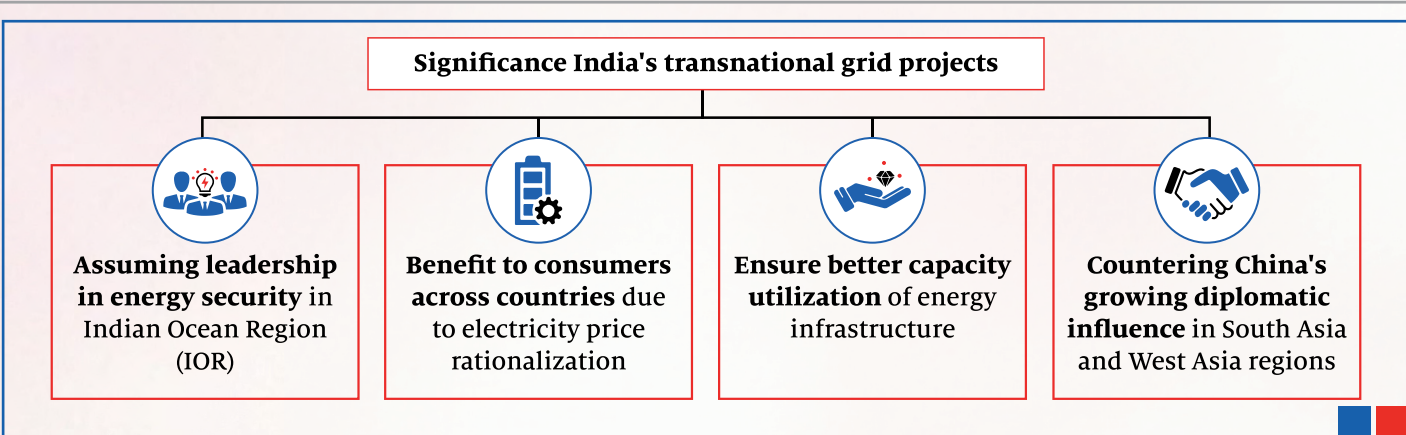 Significance India's transnational grid projects
Assuming leadership
in energy security in
Indian Ocean Region
(IOR)
Benefit to consumers
across countries due
to electricity price
rationalization
Ensure better capacity
utilization of energy
infrastructure
Countering China's
growing diplomatic
influence in South Asia
and West Asia regions